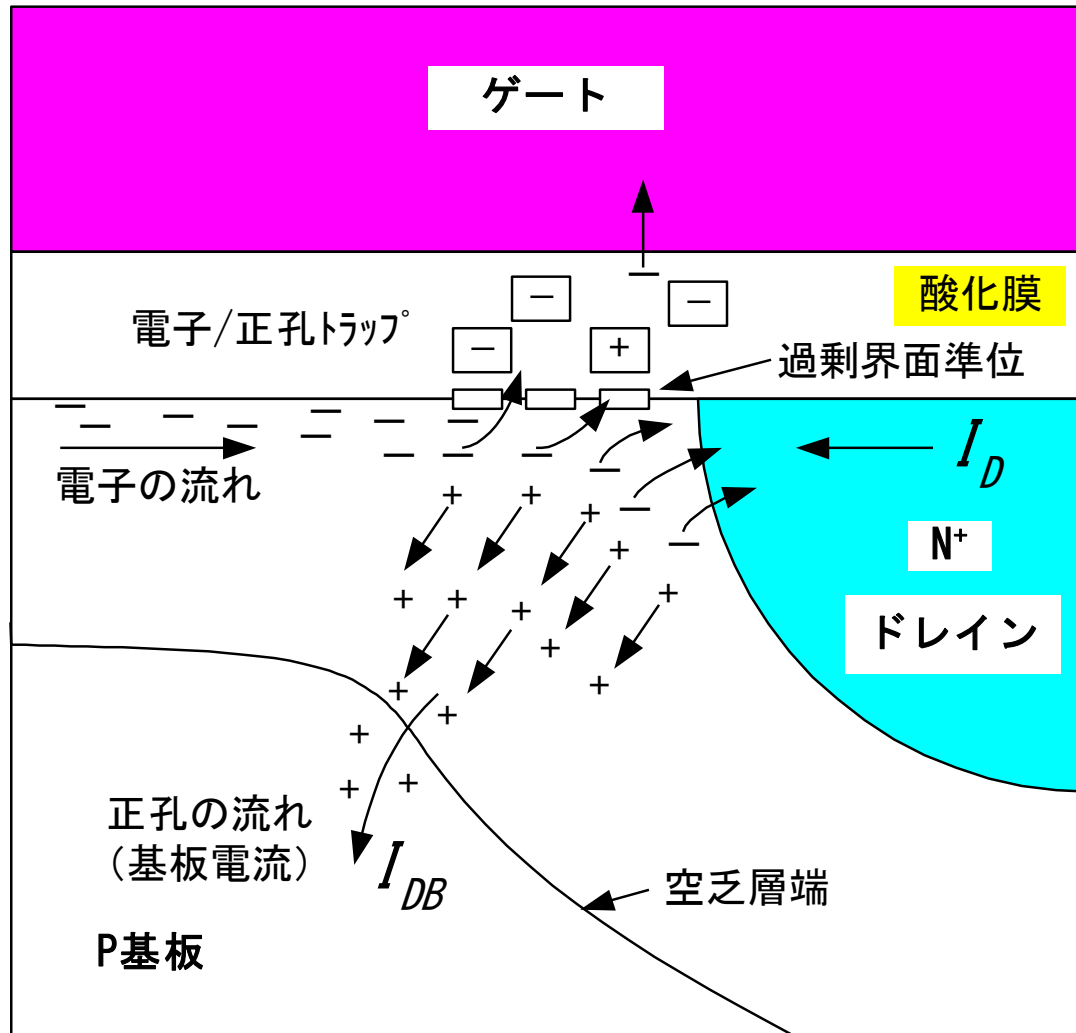 ゲート
酸化膜
電子/正孔ﾄﾗｯﾌﾟ
過剰界面準位
電子の流れ
I_D
N⁺
ドレイン
正孔の流れ
(基板電流)
I_DB
空乏層端
P基板